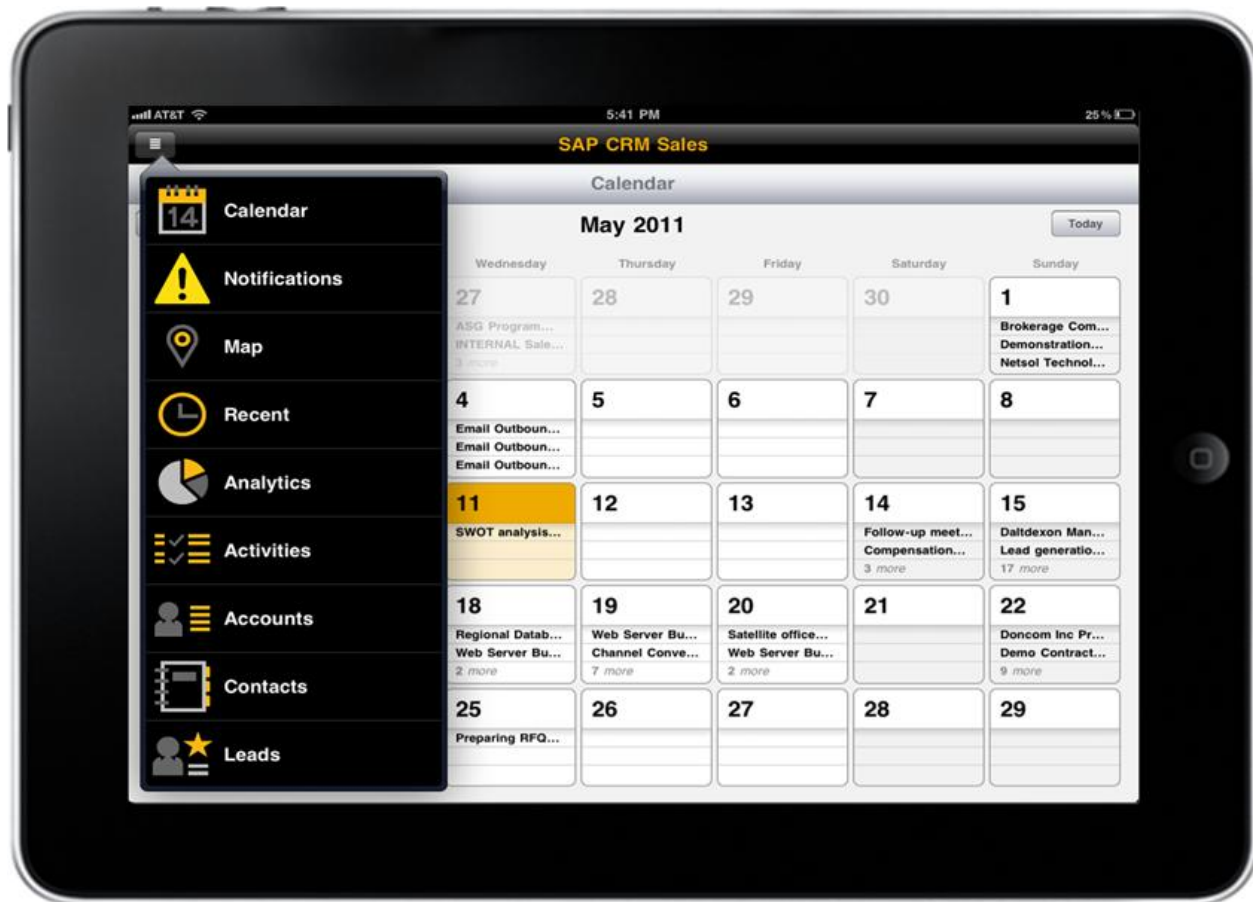 AT&T 5:41 PM 25%
SAP CRM Sales
Calendar
May 2011 Today
14 Calendar
Notifications
Map
Recent
Analytics
Activities
Accounts
Contacts
Leads
Wednesday Thursday Friday Saturday Sunday
27 28 29 30 1
ASG Program... Brokerage Com...
INTERNAL Sale... Demonstration...
3 more Netsol Technol...
4 5 6 7 8
Email Outboun...
Email Outboun...
Email Outboun...
11 12 13 14 15
SWOT analysis... Follow-up meet... Daltdexon Man...
Compensation... Lead generatio...
3 more 17 more
18 19 20 21 22
Regional Datab... Web Server Bu... Satellite office... Doncom Inc Pr...
Web Server Bu... Channel Conve... Web Server Bu... Demo Contract...
2 more 7 more 2 more 9 more
25 26 27 28 29
Preparing RFQ...